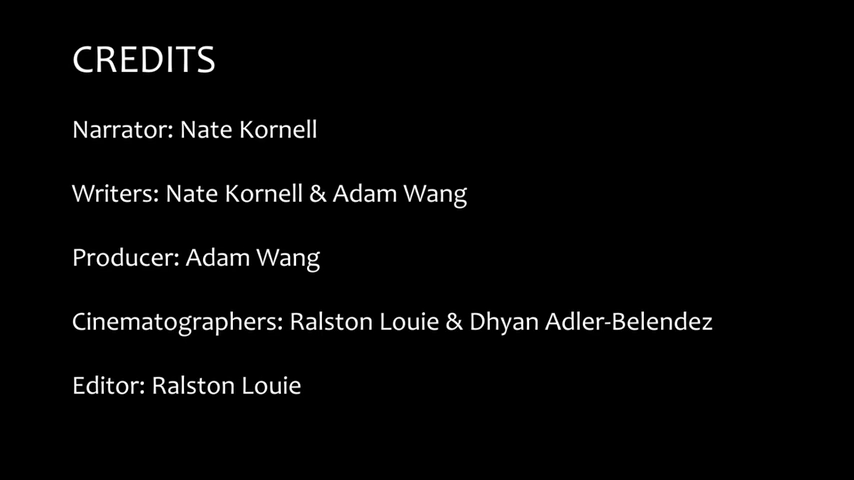 CREDITS
Narrator: Nate Kornell
Writers: Nate Kornell & Adam Wang
Producer: Adam Wang
Cinematographers: Ralston Louie & Dhyan Adler-Belendez
Editor: Ralston Louie